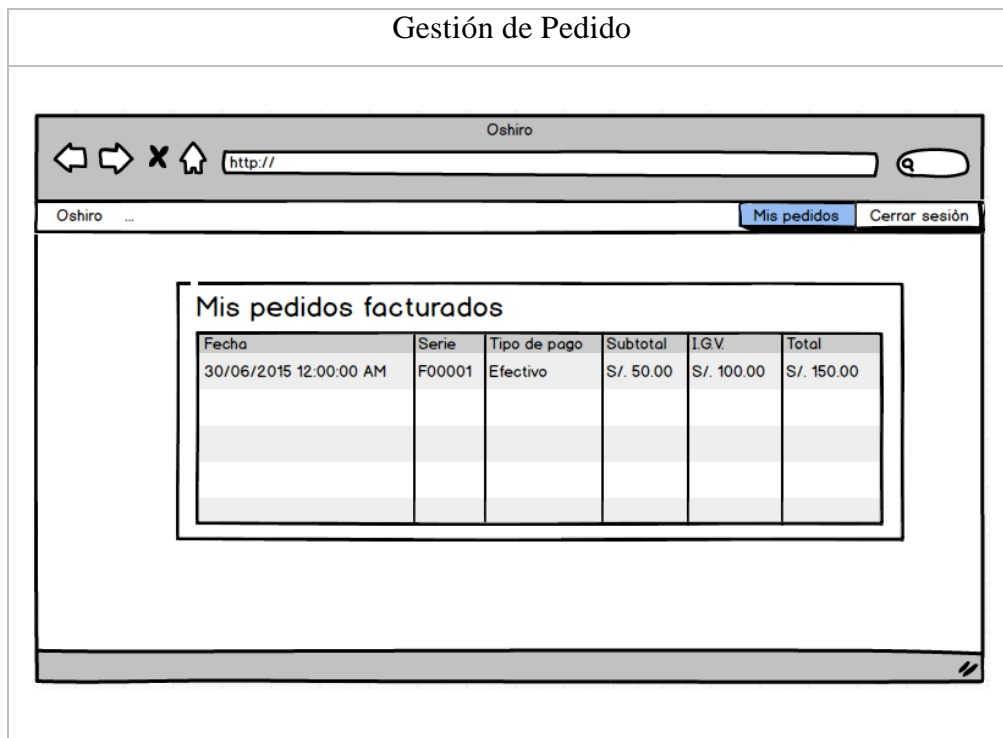 Gestión de Pedido
Oshiro
http://
Oshiro ... Mis pedidos Cerrar sesiòn
Mis pedidos facturados
Fecha Serie Tipo de pago Subtotal I.G.V. Total
30/06/2015 12:00:00 AM F00001 Efectivo S/. 50.00 S/. 100.00 S/. 150.00